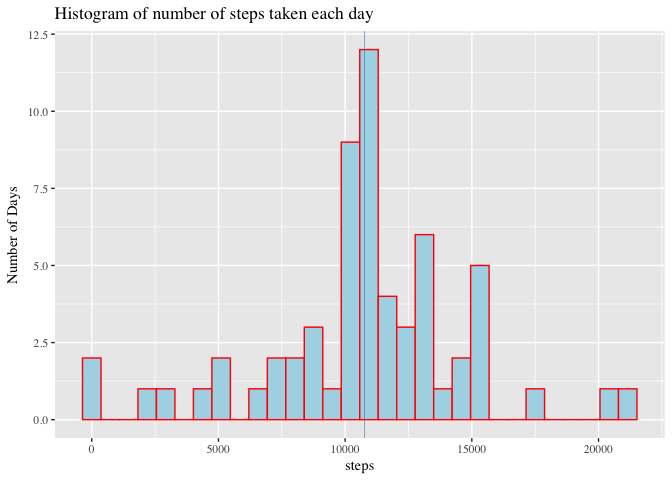 Histogram of number of steps taken each day
12.5
10.0
7.5
5.0
2.5
0.0
Number of Days
0 5000 10000 15000 20000
steps